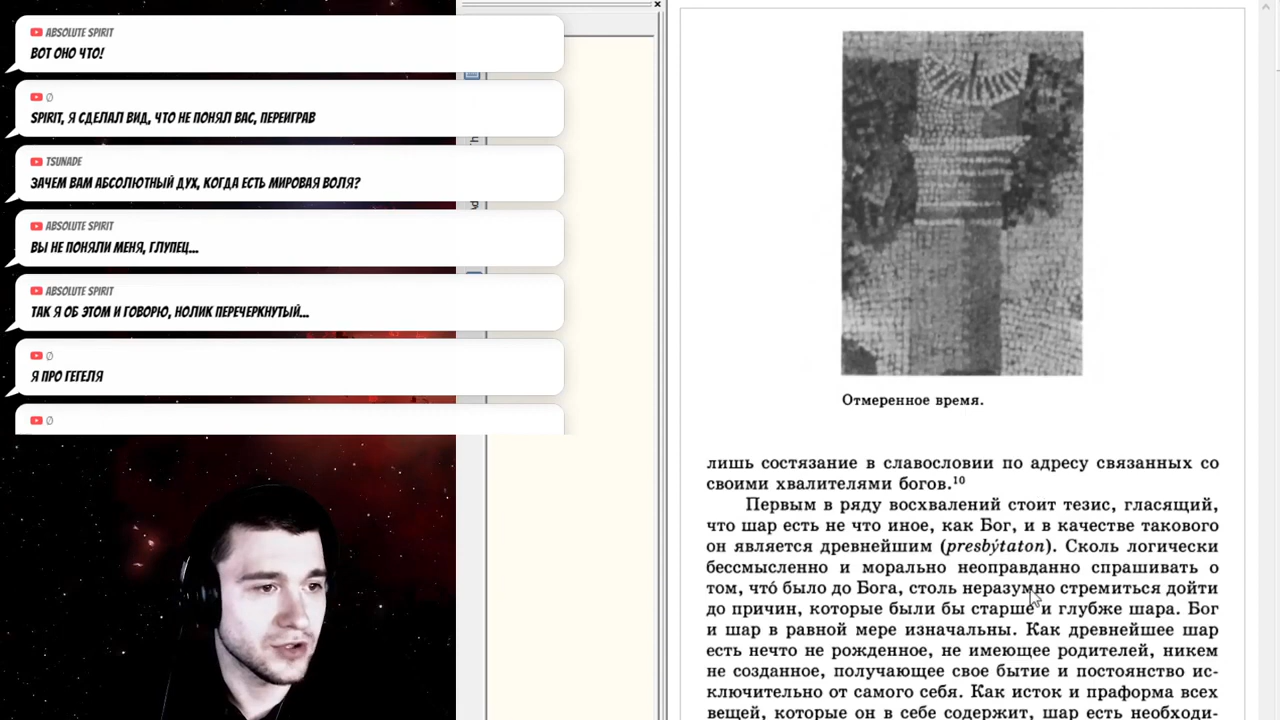 ABSOLUTE SPIRIT
ВОТ ОНО ЧТО!
Ø
SPIRIT, Я СДЕЛАЛ ВИД, ЧТО НЕ ПОНЯЛ ВАС, ПЕРЕИГРАВ
TSUNADE
ЗАЧЕМ ВАМ АБСОЛЮТНЫЙ ДУХ, КОГДА ЕСТЬ МИРОВАЯ ВОЛЯ?
ABSOLUTE SPIRIT
ВЫ НЕ ПОНЯЛИ МЕНЯ, ГЛУПЕЦ...
ABSOLUTE SPIRIT
ТАК Я ОБ ЭТОМ И ГОВОРЮ, НОЛИК ПЕРЕЧЕРКНУТЫЙ...
Ø
Я ПРО ГЕГЕЛЯ
Ø
Отмеренное время.
лишь состязание в славословии по адресу связанных со
своими хвалителями богов.¹⁰
Первым в ряду восхвалений стоит тезис, гласящий,
что шар есть не что иное, как Бог, и в качестве такового
он является древнейшим (presbýtaton). Сколь логически
бессмысленно и морально неоправданно спрашивать о
том, что́ было до Бога, столь неразумно стремиться дойти
до причин, которые были бы старше и глубже шара. Бог
и шар в равной мере изначальны. Как древнейшее шар
есть нечто не рожденное, не имеющее родителей, никем
не созданное, получающее свое бытие и постоянство ис-
ключительно от самого себя. Как исток и праформа всех
вещей, которые он в себе содержит, шар есть необходи-